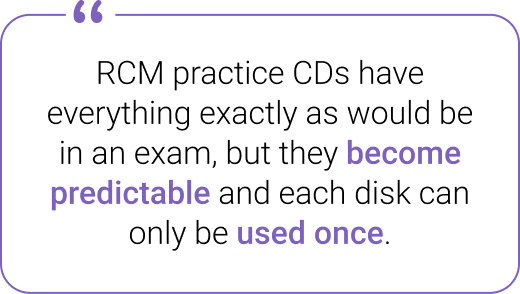 “
RCM practice CDs have
everything exactly as would be
in an exam, but they become
predictable and each disk can
only be used once.